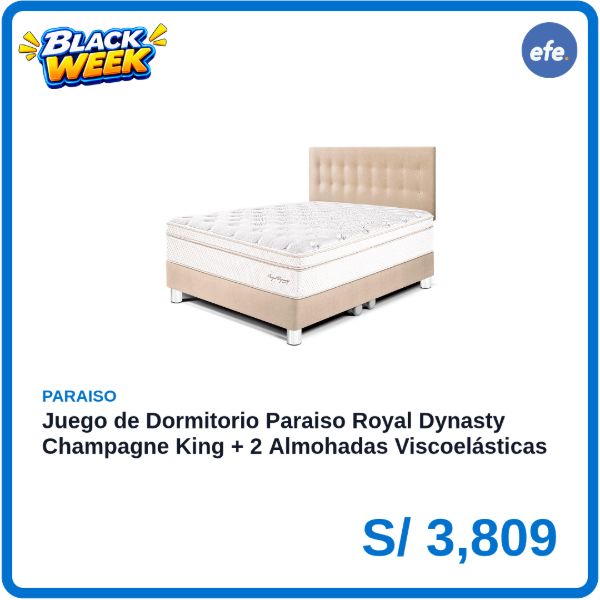 BLACK
WEEK
efe.
PARAISO
Juego de Dormitorio Paraiso Royal Dynasty
Champagne King + 2 Almohadas Viscoelásticas
S/ 3,809